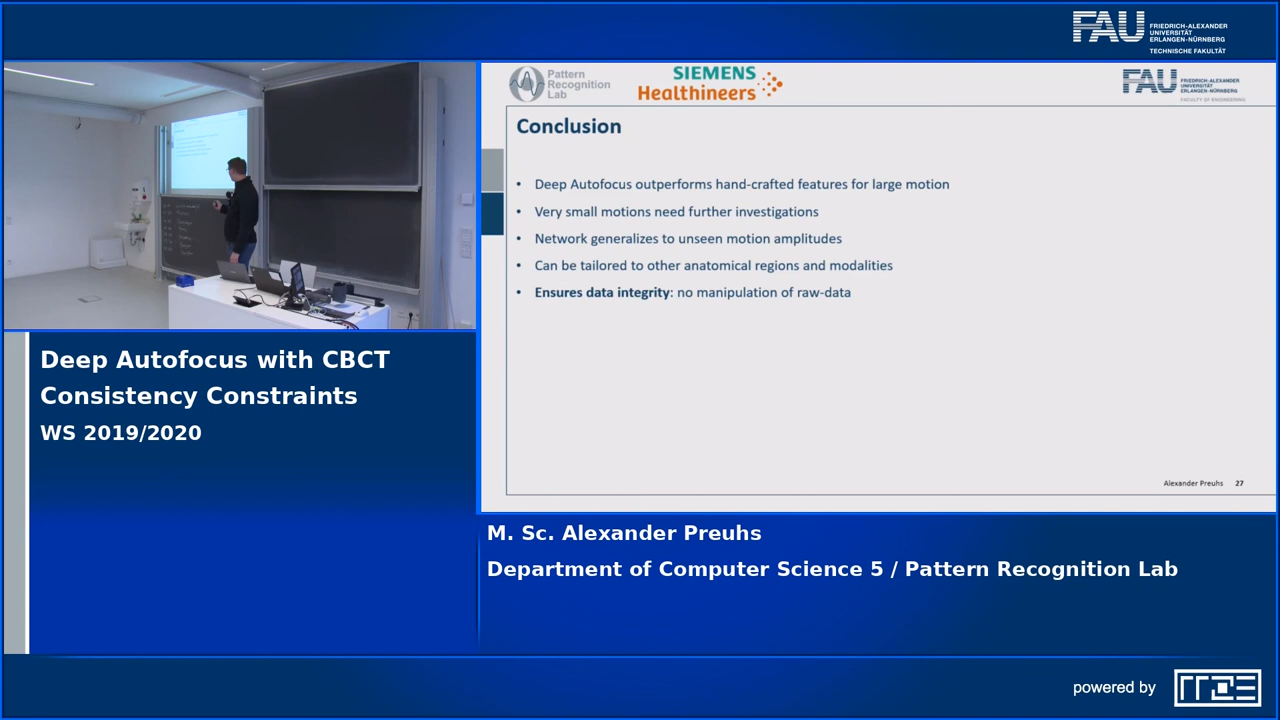 FAU
FRIEDRICH-ALEXANDER
UNIVERSITÄT
ERLANGEN-NÜRNBERG
TECHNISCHE FAKULTÄT
Pattern
Recognition
Lab
SIEMENS
Healthineers
FAU
FRIEDRICH-ALEXANDER
UNIVERSITÄT
ERLANGEN-NÜRNBERG
FACULTY OF ENGINEERING
Conclusion
• Deep Autofocus outperforms hand-crafted features for large motion
• Very small motions need further investigations
• Network generalizes to unseen motion amplitudes
• Can be tailored to other anatomical regions and modalities
• Ensures data integrity: no manipulation of raw-data
Alexander Preuhs 27
Deep Autofocus with CBCT
Consistency Constraints
WS 2019/2020
M. Sc. Alexander Preuhs
Department of Computer Science 5 / Pattern Recognition Lab
powered by